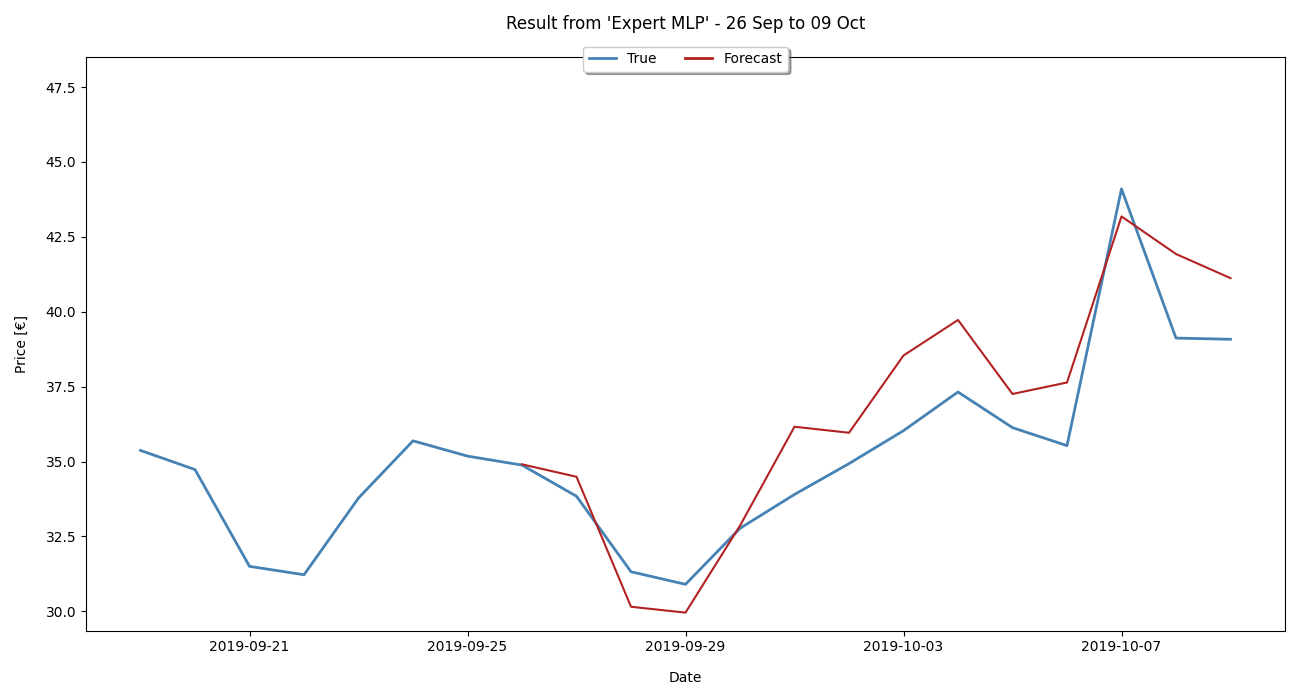 Result from 'Expert MLP' - 26 Sep to 09 Oct
True Forecast
47.5
45.0
42.5
40.0
37.5
35.0
32.5
30.0
Price [€]
2019-09-21 2019-09-25 2019-09-29 2019-10-03 2019-10-07
Date